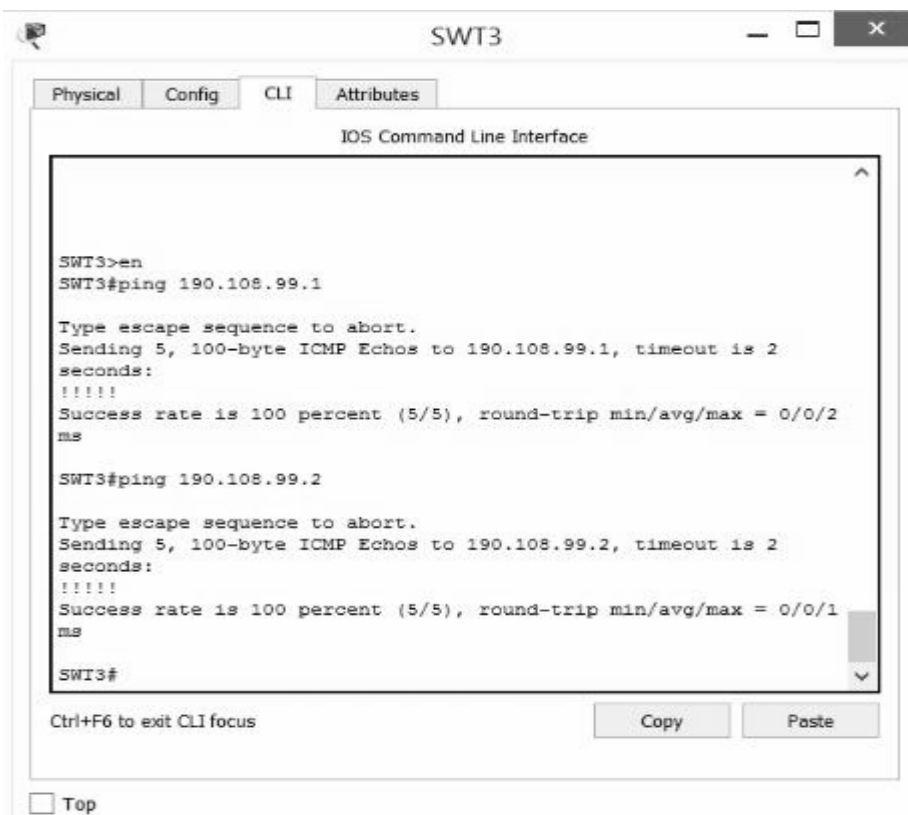 SWT3
Physical Config CLI Attributes
IOS Command Line Interface
SWT3>en
SWT3#ping 190.108.99.1
Type escape sequence to abort.
Sending 5, 100-byte ICMP Echos to 190.108.99.1, timeout is 2
seconds:
!!!!!
Success rate is 100 percent (5/5), round-trip min/avg/max = 0/0/2
ms
SWT3#ping 190.108.99.2
Type escape sequence to abort.
Sending 5, 100-byte ICMP Echos to 190.108.99.2, timeout is 2
seconds:
!!!!!
Success rate is 100 percent (5/5), round-trip min/avg/max = 0/0/1
ms
SWT3#
Ctrl+F6 to exit CLI focus
Copy Paste
Top